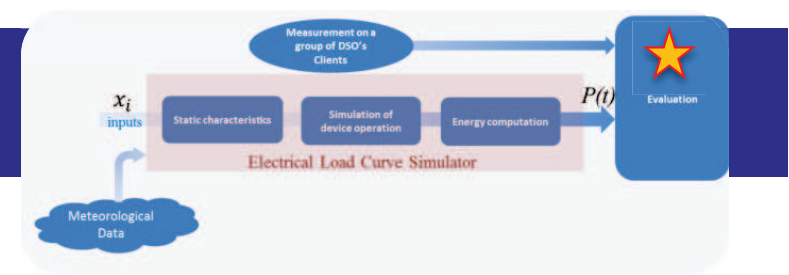 Measurement on a
group of DSO's
Clients
x_i
inputs
Static characteristics
Simulation of
device operation
Energy computation
P(t)
Evaluation
Electrical Load Curve Simulator
Meteorological
Data